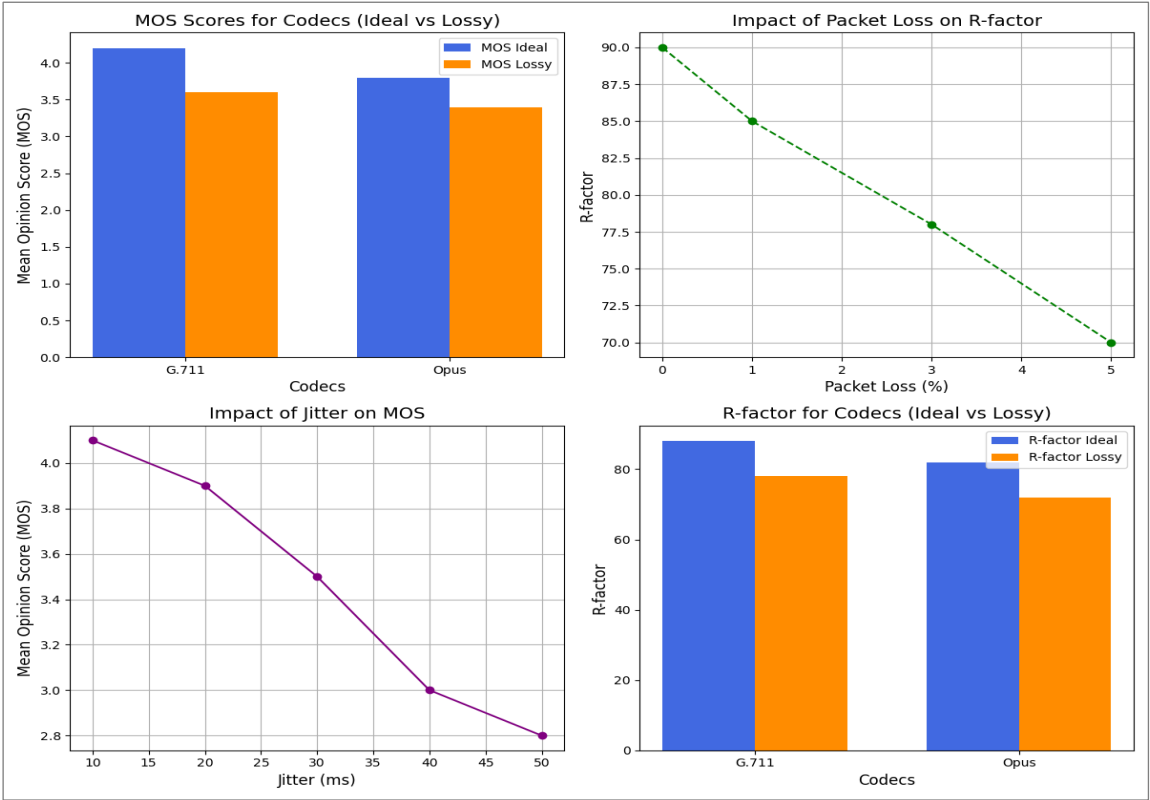 MOS Scores for Codecs (Ideal vs Lossy)
MOS Ideal
MOS Lossy
Mean Opinion Score (MOS)
4.0
3.5
3.0
2.5
2.0
1.5
1.0
0.5
0.0
G.711 Opus
Codecs
Impact of Packet Loss on R-factor
R-factor
90.0
87.5
85.0
82.5
80.0
77.5
75.0
72.5
70.0
0 1 2 3 4 5
Packet Loss (%)
Impact of Jitter on MOS
Mean Opinion Score (MOS)
4.0
3.8
3.6
3.4
3.2
3.0
2.8
10 15 20 25 30 35 40 45 50
Jitter (ms)
R-factor for Codecs (Ideal vs Lossy)
R-factor Ideal
R-factor Lossy
R-factor
80
60
40
20
0
G.711 Opus
Codecs